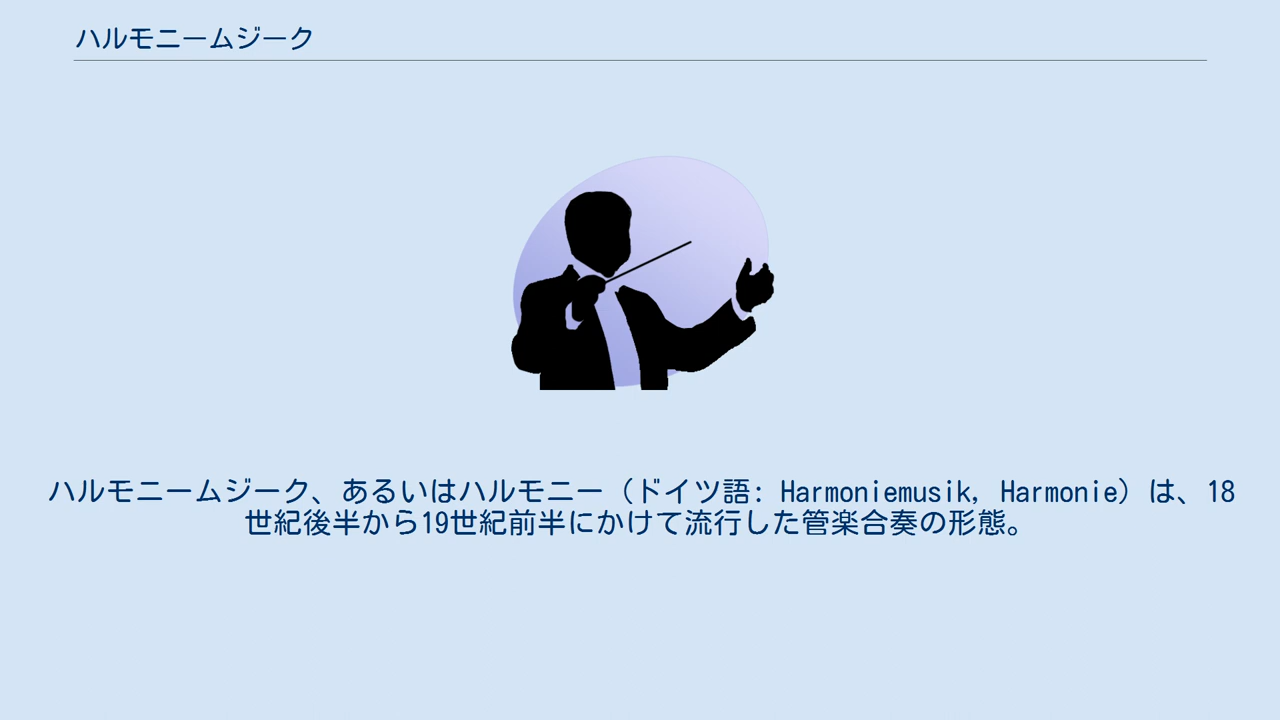 ハルモニームジーク
ハルモニームジーク、あるいはハルモニー（ドイツ語: Harmoniemusik, Harmonie）は、18
世紀後半から19世紀前半にかけて流行した管楽合奏の形態。